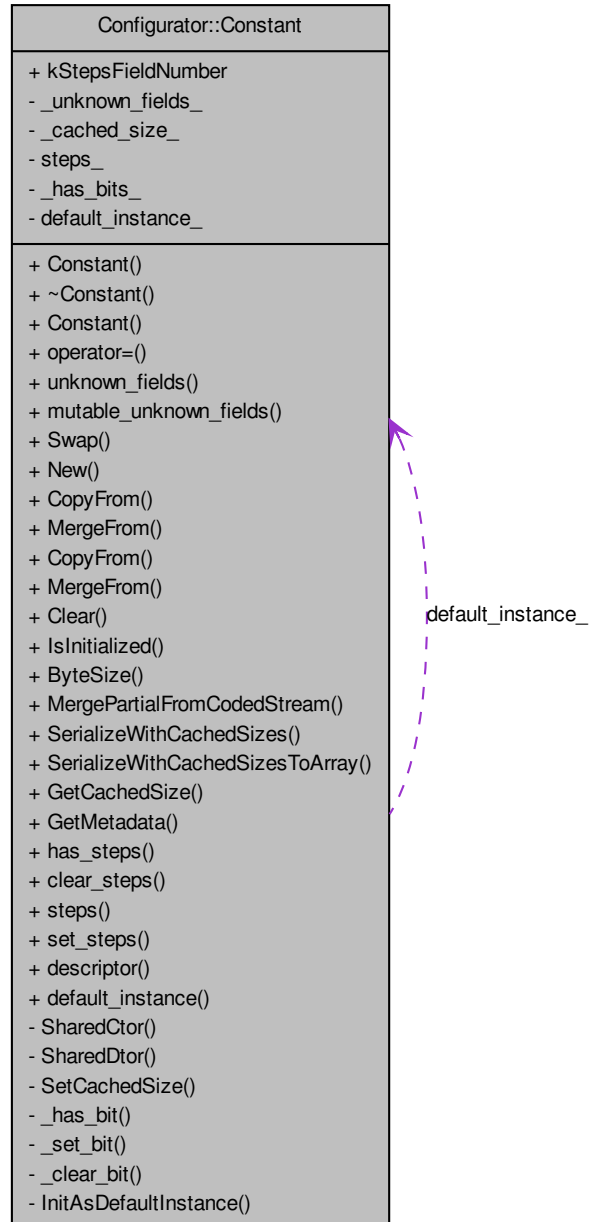 Configurator::Constant
+ kStepsFieldNumber
- _unknown_fields_
- _cached_size_
- steps_
- _has_bits_
- default_instance_
+ Constant()
+ ~Constant()
+ Constant()
+ operator=()
+ unknown_fields()
+ mutable_unknown_fields()
+ Swap()
+ New()
+ CopyFrom()
+ MergeFrom()
+ CopyFrom()
+ MergeFrom()
+ Clear()
+ IsInitialized()
+ ByteSize()
+ MergePartialFromCodedStream()
+ SerializeWithCachedSizes()
+ SerializeWithCachedSizesToArray()
+ GetCachedSize()
+ GetMetadata()
+ has_steps()
+ clear_steps()
+ steps()
+ set_steps()
+ descriptor()
+ default_instance()
- SharedCtor()
- SharedDtor()
- SetCachedSize()
- _has_bit()
- _set_bit()
- _clear_bit()
- InitAsDefaultInstance()
default_instance_